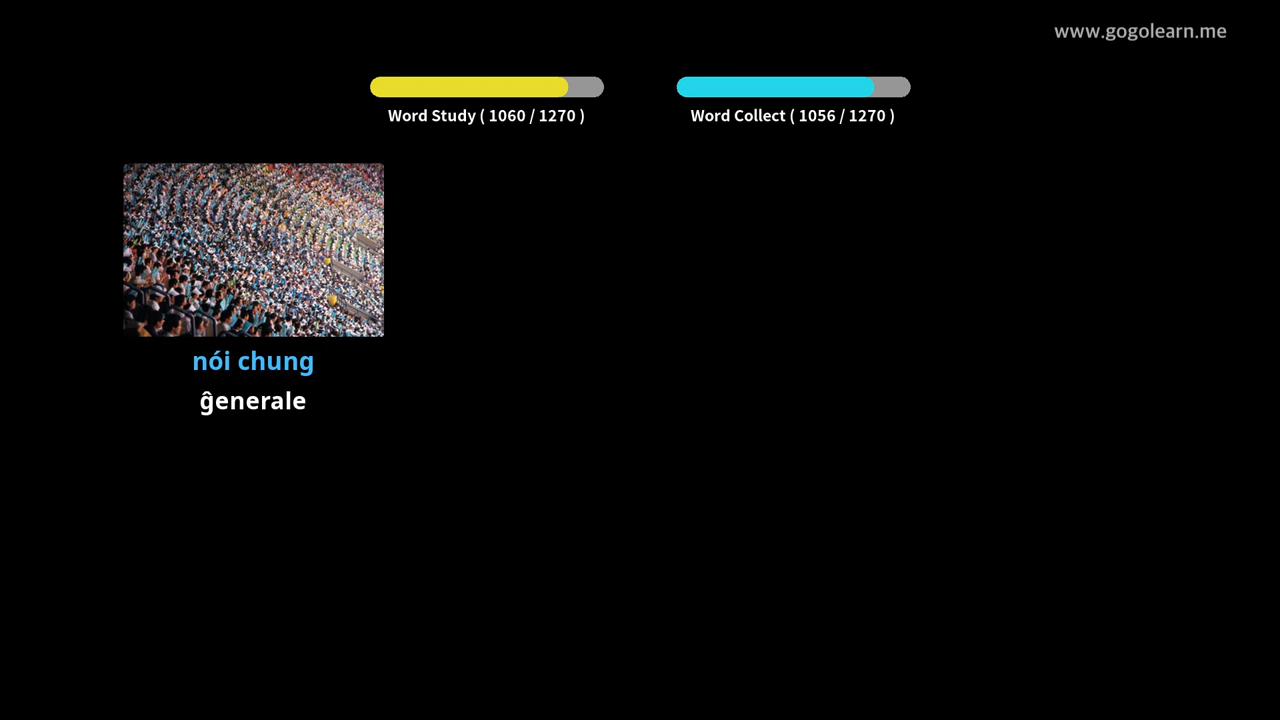 www.gogolearn.me
Word Study ( 1060 / 1270 )
Word Collect ( 1056 / 1270 )
nói chung
ĝenerale